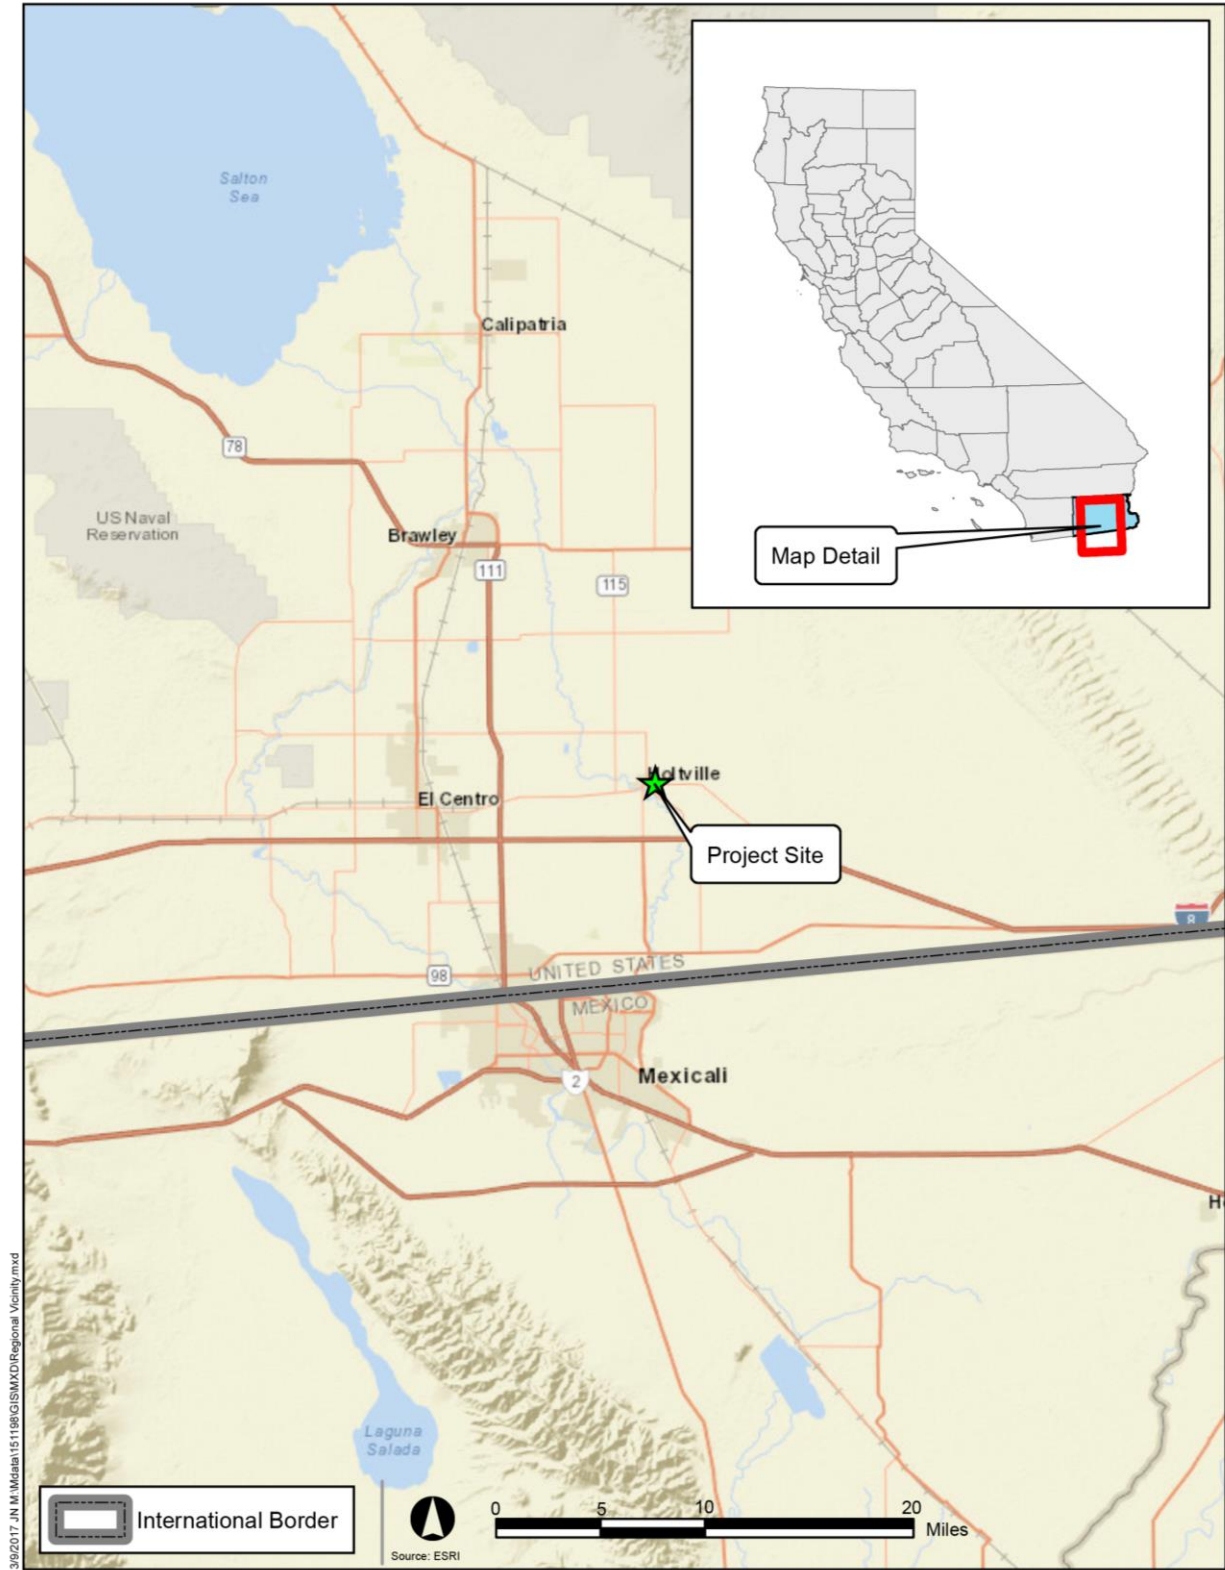 Salton
Sea
Calipatria
78
US Naval
Reservation
Brawley
111
115
Map Detail
Holtville
El Centro
Project Site
8
98
UNITED STATES
MEXICO
2
Mexicali
Laguna
Salada
International Border
Source: ESRI
0 5 10 20
Miles
3/9/2017 JN M:\Mdata\151198\GIS\MXD\Regional Vicinity.mxd